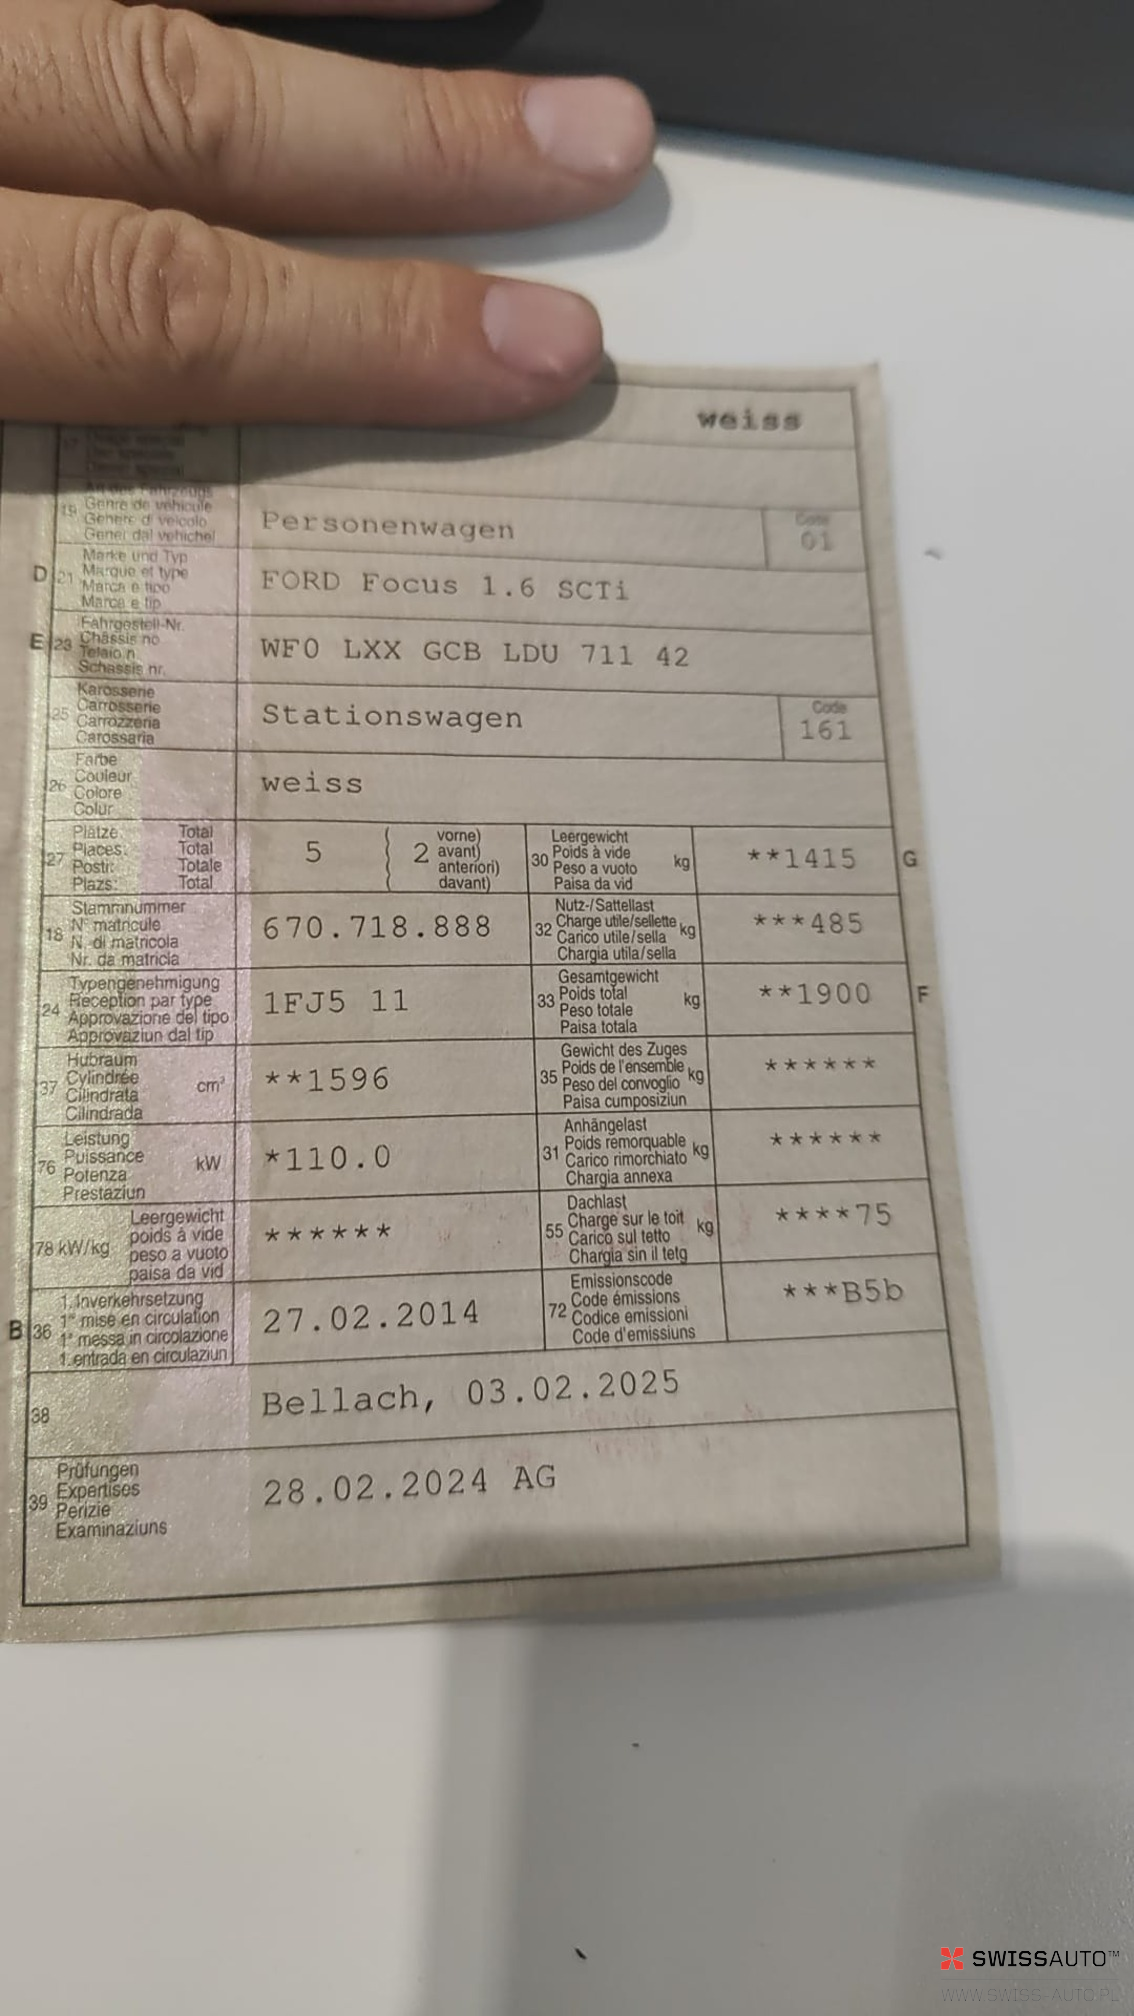 weiss
17
19
Genre de véhicule
Genere di veicolo
Gener dal vehichel
Personenwagen
Code
01
D 21
Marke und Typ
Marque et type
Marca e tipo
Marca e tip
FORD Focus 1.6 SCTi
E 23
Fahrgestell-Nr.
Châssis no
Telaio n.
Schassis nr.
WF0 LXX GCB LDU 711 42
25
Karosserie
Carrosserie
Carrozzeria
Carossaria
Stationswagen
Code
161
26
Farbe
Couleur
Colore
Colur
weiss
27
Plätze: Total
Places: Total
Posti: Totale
Plazs: Total
5 ( 2
vorne)
avant)
anteriori)
davant)
30
Leergewicht
Poids à vide
Peso a vuoto
Paisa da vid
kg
**1415
G
18
Stammnummer
N° matricule
N. di matricola
Nr. da matricla
670.718.888
32
Nutz-/Sattellast
Charge utile/sellette
Carico utile/sella
Chargia utila/sella
kg
***485
24
Typengenehmigung
Réception par type
Approvazione del tipo
Approvaziun dal tip
1FJ5 11
33
Gesamtgewicht
Poids total
Peso totale
Paisa totala
kg
**1900
F
37
Hubraum
Cylindrée
Cilindrata
Cilindrada
cm³
**1596
35
Gewicht des Zuges
Poids de l'ensemble
Peso del convoglio
Paisa cumposiziun
kg
******
76
Leistung
Puissance
Potenza
Prestaziun
kW
*110.0
31
Anhängelast
Poids remorquable
Carico rimorchiato
Chargia annexa
kg
******
78 kW/kg
Leergewicht
poids à vide
peso a vuoto
paisa da vid
******
55
Dachlast
Charge sur le toit
Carico sul tetto
Chargia sin il tetg
kg
****75
B 36
1. Inverkehrsetzung
1re mise en circulation
1a messa in circolazione
1. entrada en circulaziun
27.02.2014
72
Emissionscode
Code émissions
Codice emissioni
Code d'emissiuns
***B5b
38
Bellach, 03.02.2025
39
Prüfungen
Expertises
Perizie
Examinaziuns
28.02.2024 AG
SWISSAUTO™
WWW.SWISS-AUTO.PL